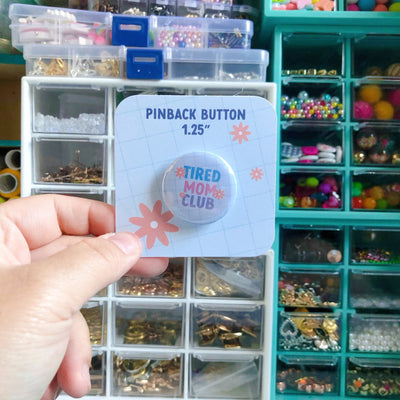 PINBACK BUTTON
1.25"
TIRED
MOM
CLUB